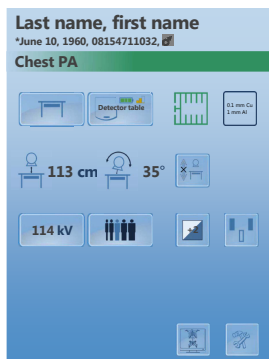 Last name, first name
*June 10, 1960, 08154711032,
Chest PA
Detector table
0.1 mm Cu
1 mm Al
113 cm 35°
114 kV
+2